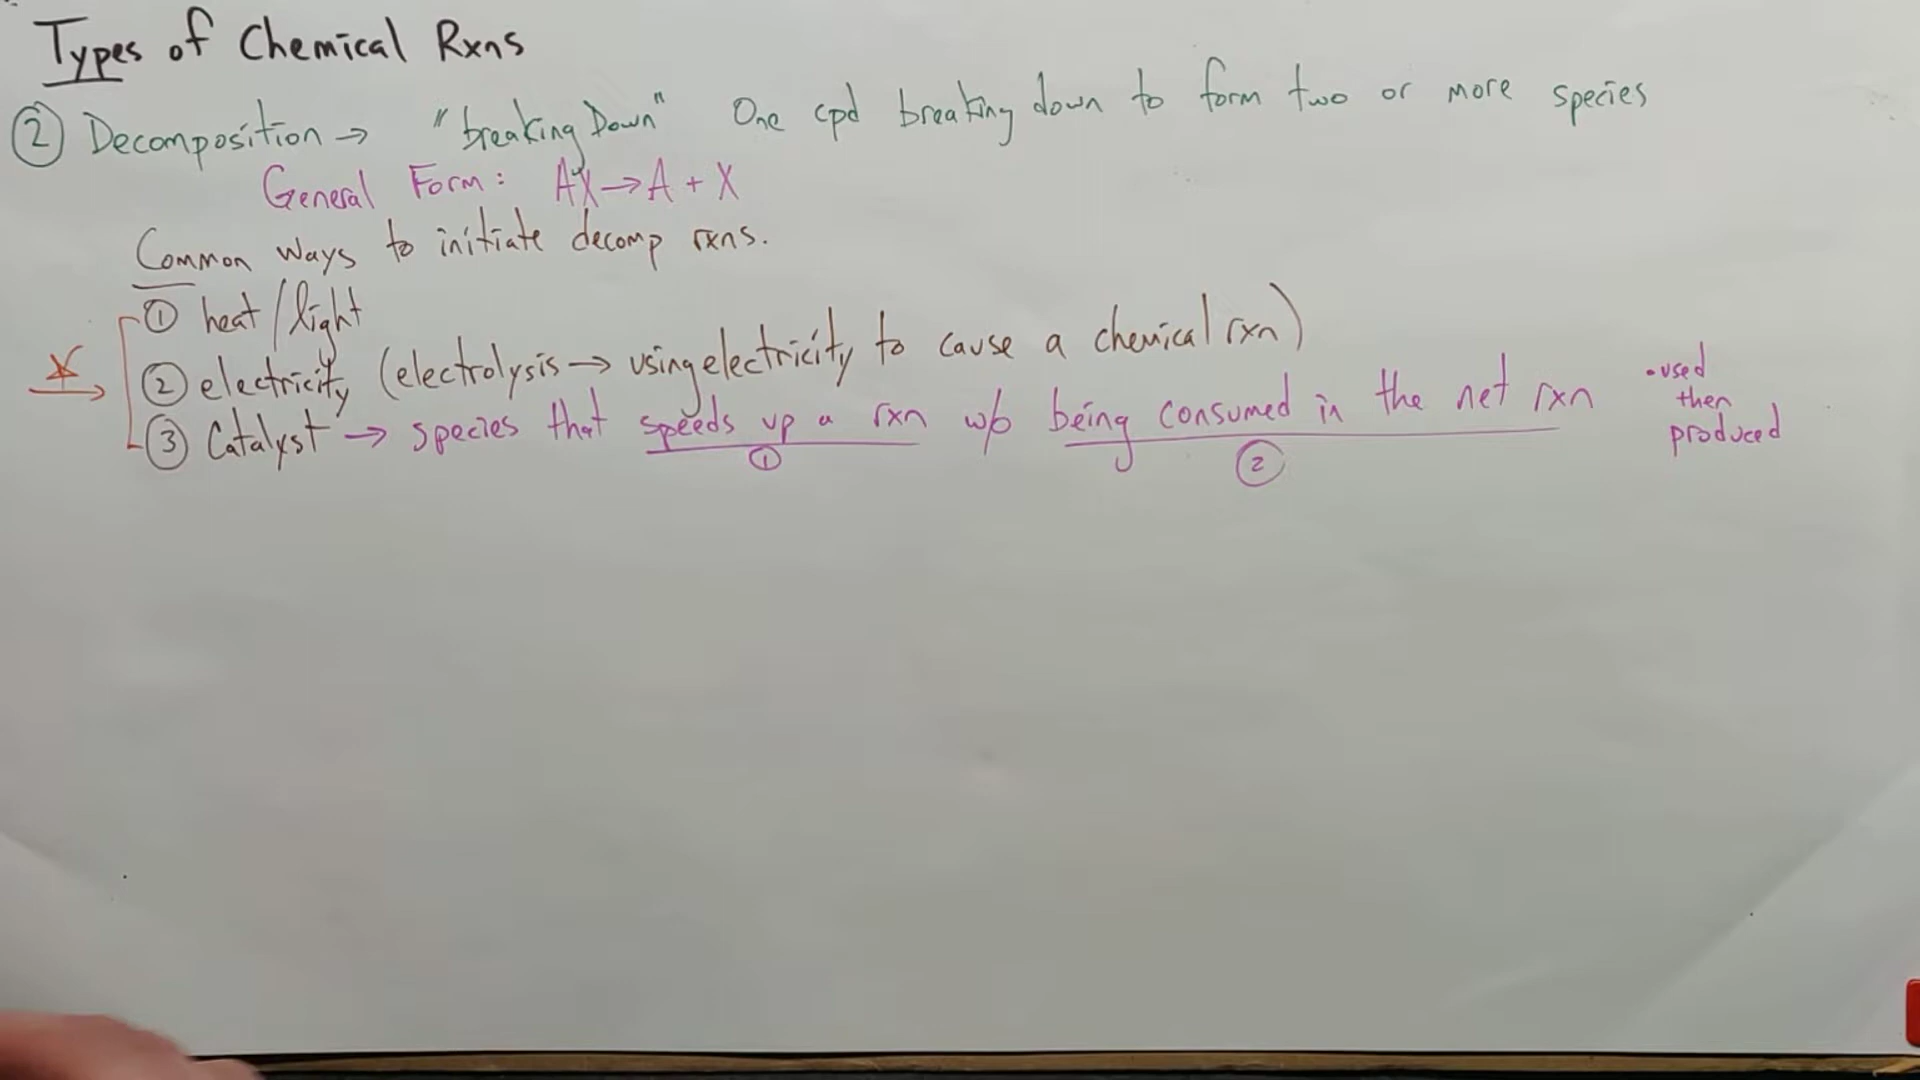 Types of Chemical Rxns
② Decomposition → "breaking Down" One cpd breaking down to form two or more species
General Form: AX → A + X
Common Ways to initiate decomp rxns.
① heat/light
② electricity (electrolysis → using electricity to cause a chemical rxn)
③ Catalyst → species that speeds up a rxn w/o being consumed in the net rxn
① ②
• used
then
produced